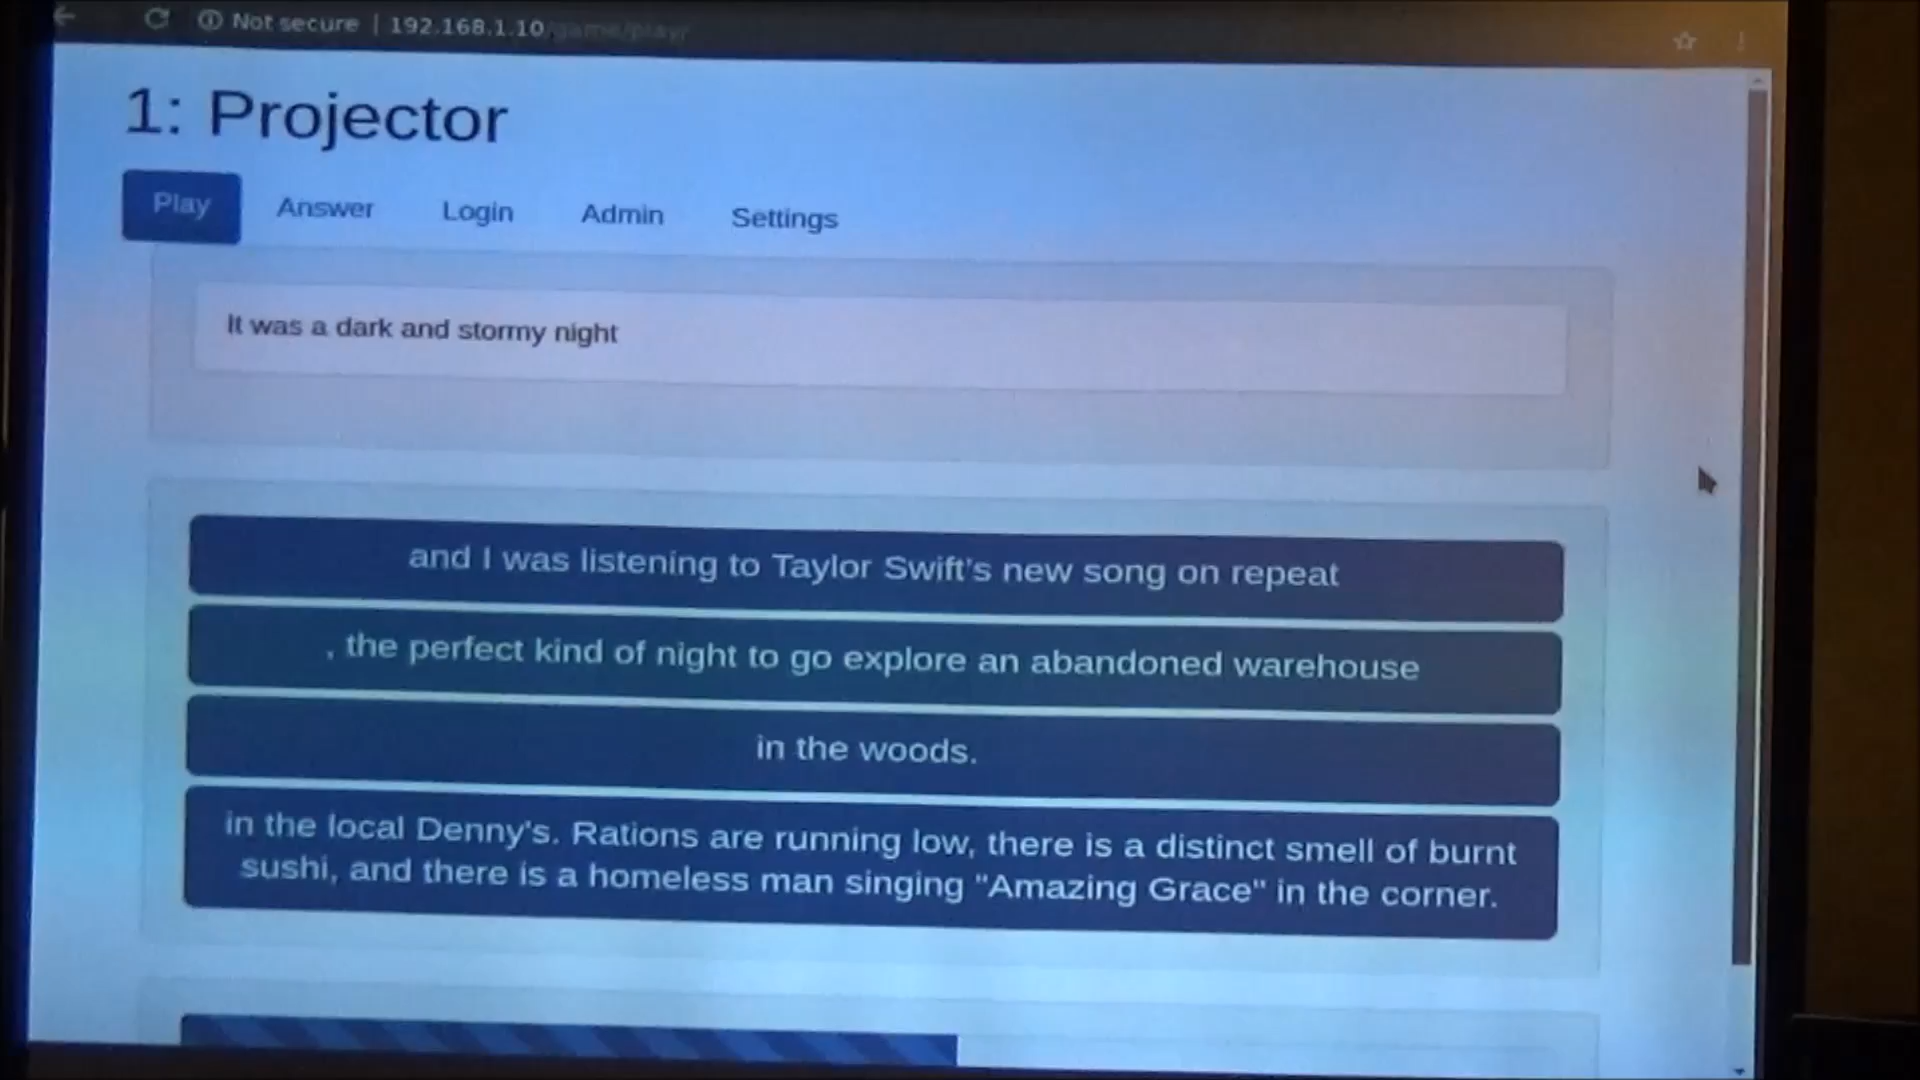 Not secure | 192.168.1.10/game/play/
1: Projector
Play Answer Login Admin Settings
It was a dark and stormy night
and I was listening to Taylor Swift's new song on repeat
, the perfect kind of night to go explore an abandoned warehouse
in the woods.
in the local Denny's. Rations are running low, there is a distinct smell of burnt
sushi, and there is a homeless man singing "Amazing Grace" in the corner.